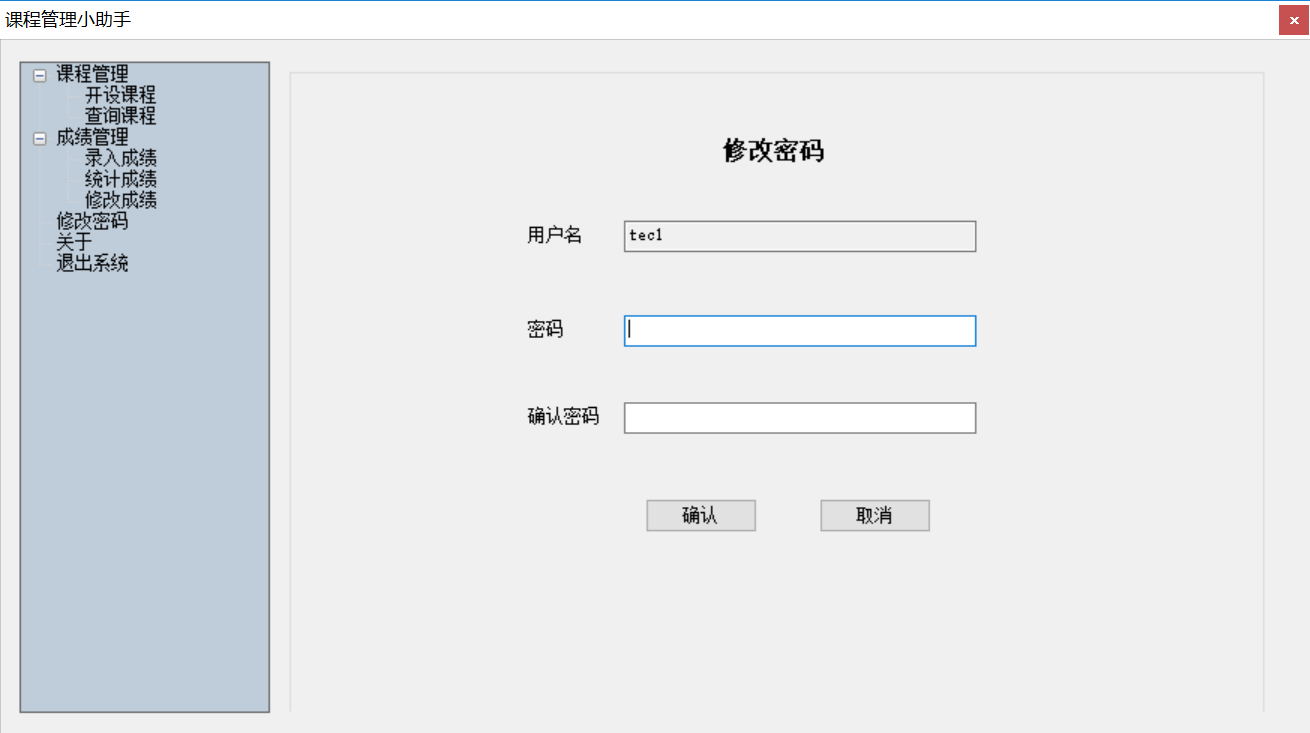 课程管理小助手
课程管理
开设课程
查询课程
成绩管理
录入成绩
统计成绩
修改成绩
修改密码
关于
退出系统
修改密码
用户名
tec1
密码
确认密码
确认
取消